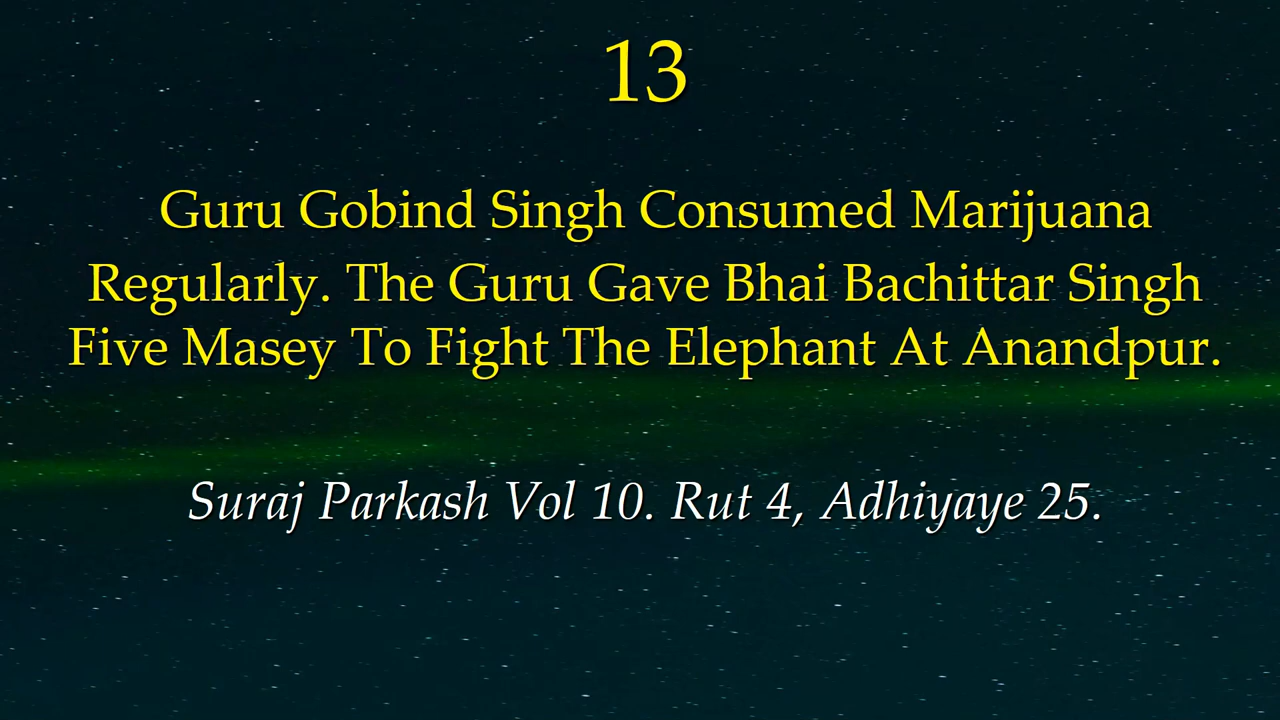 13
Guru Gobind Singh Consumed Marijuana
Regularly. The Guru Gave Bhai Bachittar Singh
Five Masey To Fight The Elephant At Anandpur.
Suraj Parkash Vol 10. Rut 4, Adhiyaye 25.